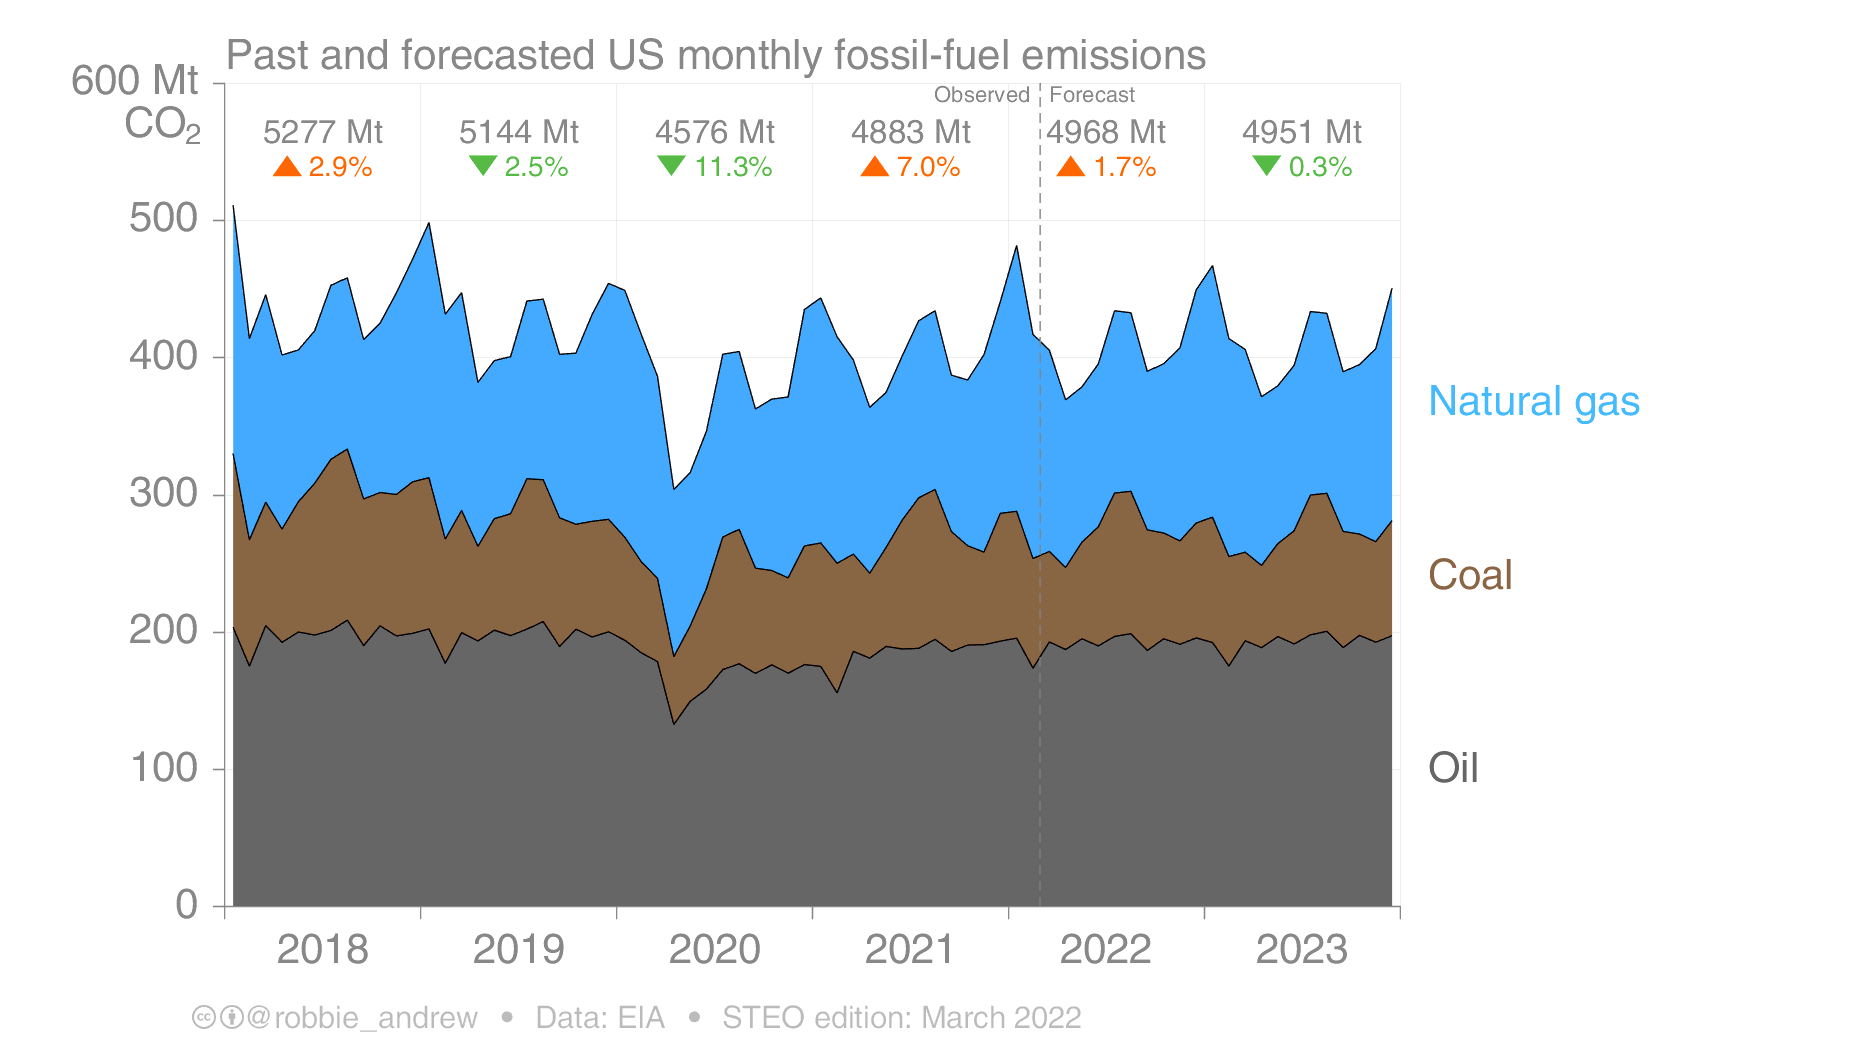 Past and forecasted US monthly fossil-fuel emissions
600 Mt
CO₂
Observed
Forecast
5277 Mt
5144 Mt
4576 Mt
4883 Mt
4968 Mt
4951 Mt
▲ 2.9%
▼ 2.5%
▼ 11.3%
▲ 7.0%
▲ 1.7%
▼ 0.3%
500
400
300
200
100
0
Natural gas
Coal
Oil
2018
2019
2020
2021
2022
2023
@robbie_andrew • Data: EIA • STEO edition: March 2022